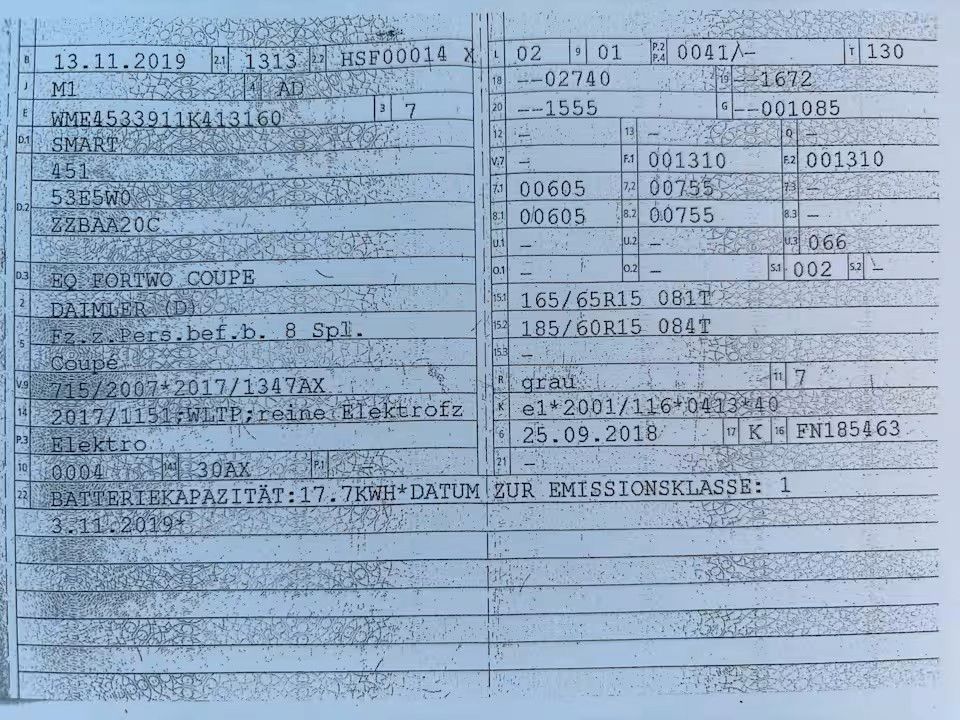 B 13.11.2019 2.1 1313 2.2 HSF00014 X
J M1 4 AD
E WME4533911K413160 3 7
D.1 SMART
451
D.2 53E5W0
ZZBAA20C
D.3 EQ FORTWO COUPE
2 DAIMLER (D)
5 Fz.z.Pers.bef.b. 8 Spl.
Coupé
V.9 715/2007*2017/1347AX
14 2017/1151;WLTP;reine Elektrofz
P.3 Elektro
10 0004 14.1 30AX P.1 –
L 02 9 01 P.2 P.4 0041/– T 130
18 ––02740 19 ––1672
20 ––1555 G ––001085
12 – 13 – Q –
V.7 – F.1 001310 F.2 001310
7.1 00605 7.2 00755 7.3 –
8.1 00605 8.2 00755 8.3 –
U.1 – U.2 – U.3 066
O.1 – O.2 – S.1 002 S.2 –
15.1 165/65R15 081T
15.2 185/60R15 084T
15.3 –
R grau 11 7
K e1*2001/116*0413*40
6 25.09.2018 17 K 16 FN185463
21 –
22 BATTERIEKAPAZITÄT:17.7KWH*DATUM ZUR EMISSIONSKLASSE: 1
3.11.2019*